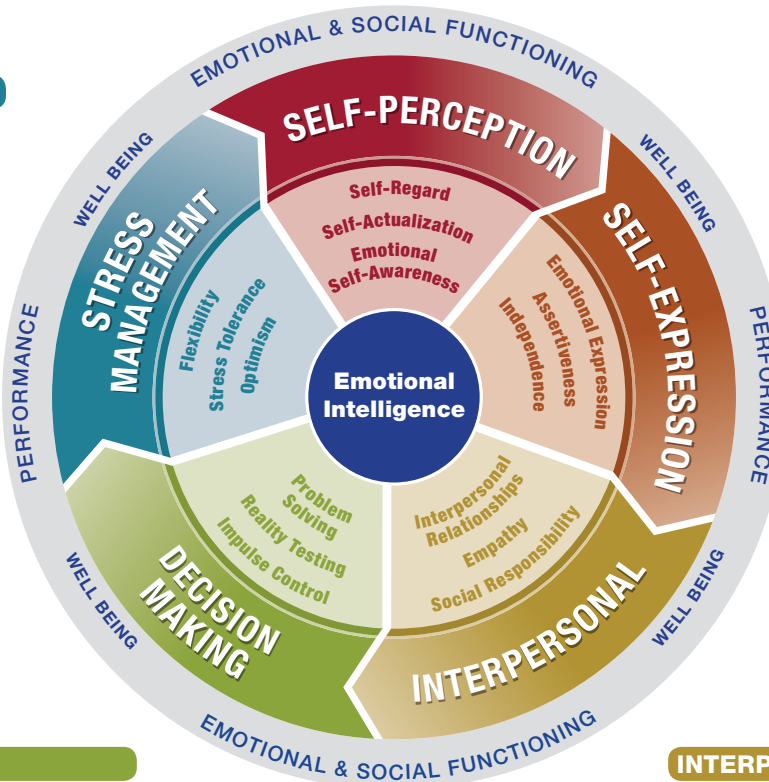 EMOTIONAL & SOCIAL FUNCTIONING
WELL BEING
WELL BEING
PERFORMANCE
PERFORMANCE
WELL BEING
WELL BEING
EMOTIONAL & SOCIAL FUNCTIONING
SELF-PERCEPTION
Self-Regard
Self-Actualization
Emotional
Self-Awareness
SELF-EXPRESSION
Emotional Expression
Assertiveness
Independence
INTERPERSONAL
Interpersonal
Relationships
Empathy
Social Responsibility
DECISION
MAKING
Problem
Solving
Reality Testing
Impulse Control
STRESS
MANAGEMENT
Flexibility
Stress Tolerance
Optimism
Emotional
Intelligence
INTERP